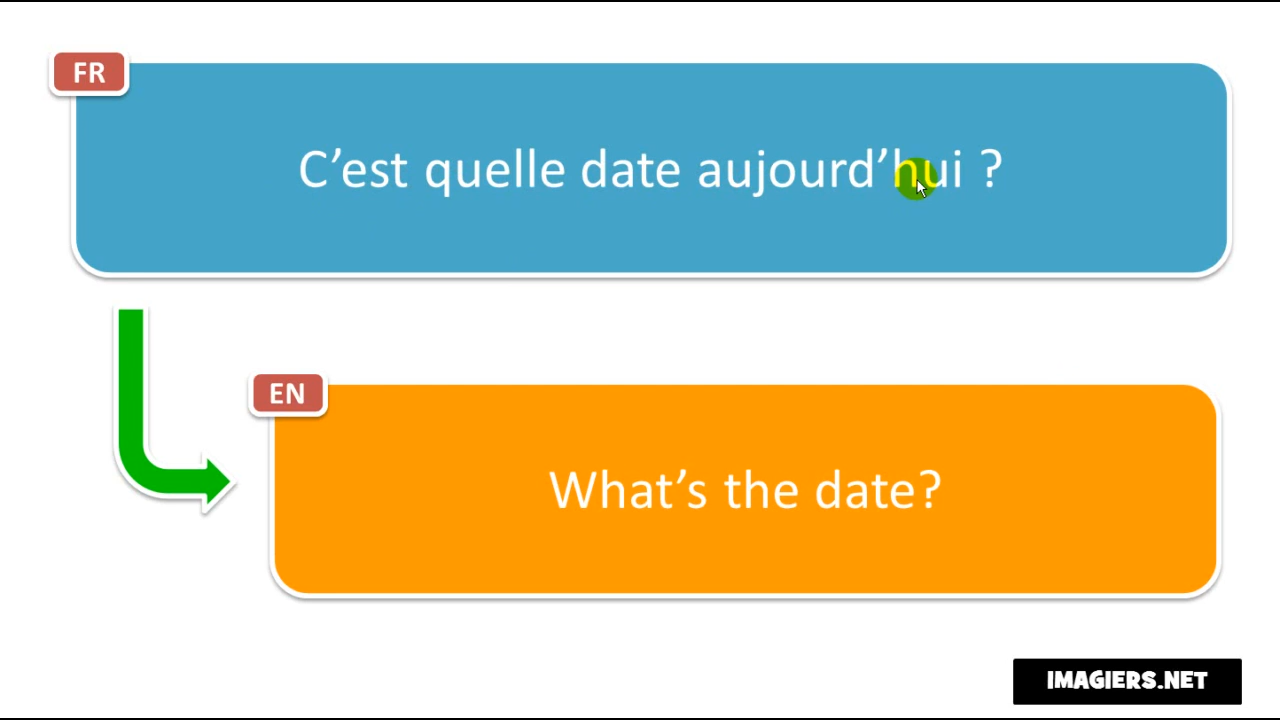 FR
C’est quelle date aujourd’hui ?
EN
What’s the date?
IMAGIERS.NET